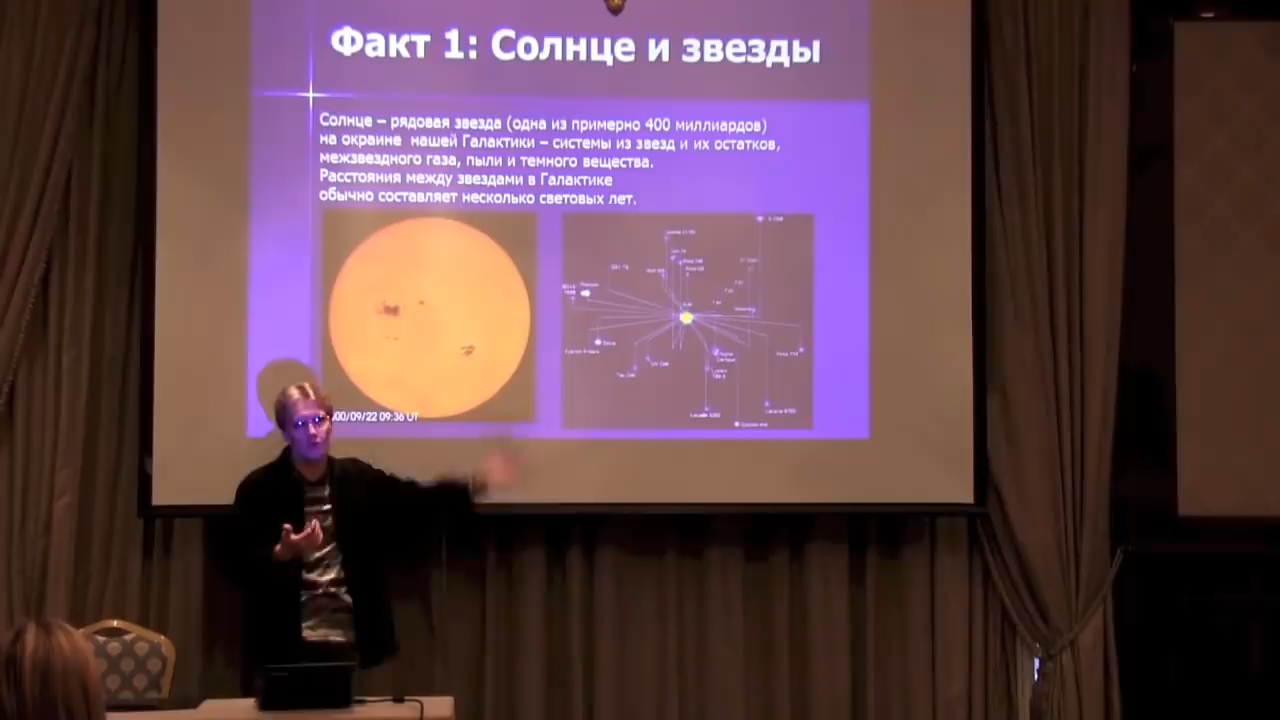 Факт 1: Солнце и звезды
Солнце – рядовая звезда (одна из примерно 400 миллиардов)
на окраине нашей Галактики – системы из звезд и их остатков,
межзвездного газа, пыли и темного вещества.
Расстояния между звездами в Галактике
обычно составляет несколько световых лет.
00/09/22 09:36 UT